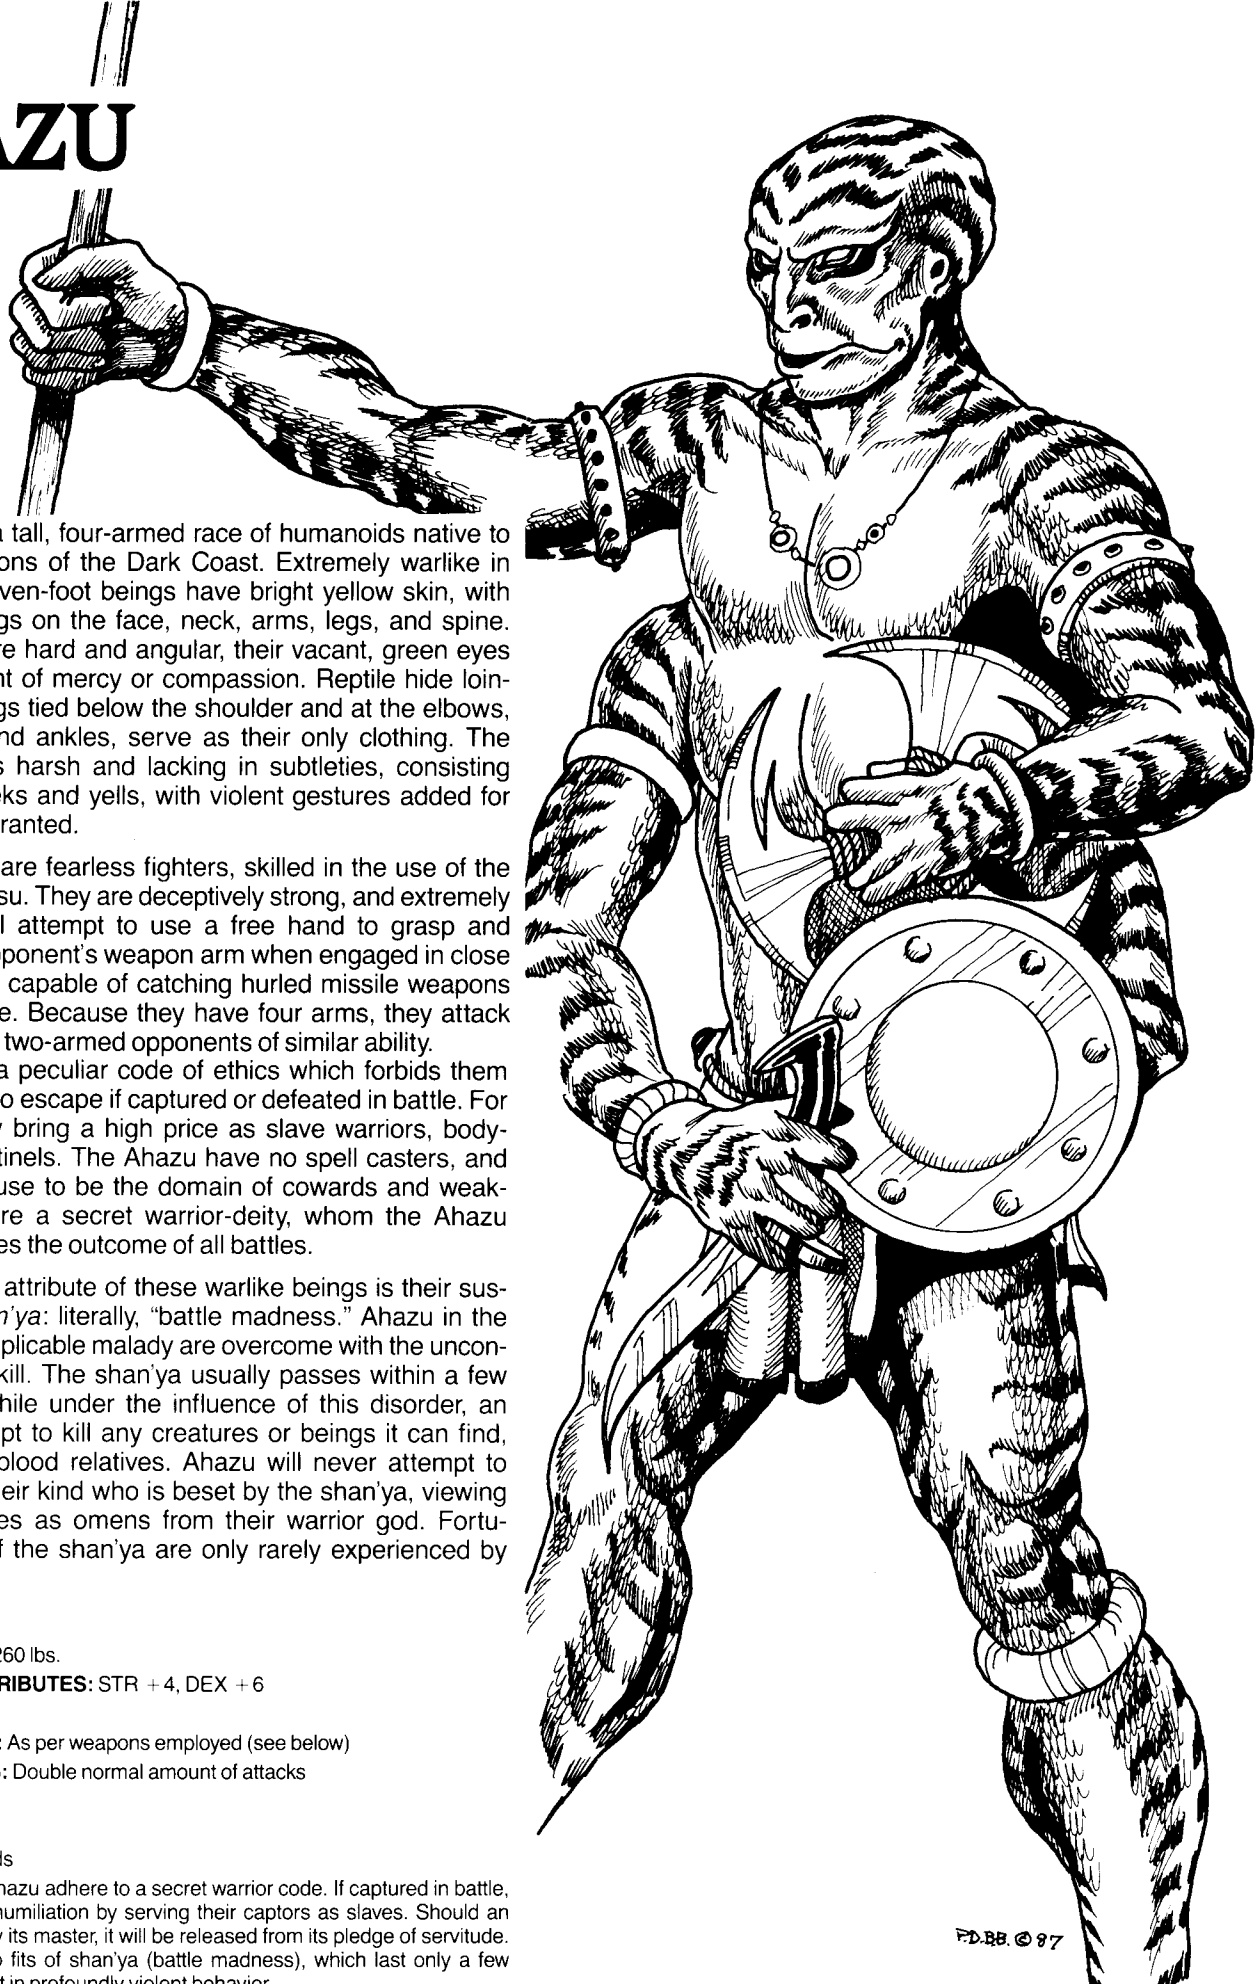 AZU
tall, four-armed race of humanoids native to
ons of the Dark Coast. Extremely warlike in
ven-foot beings have bright yellow skin, with
gs on the face, neck, arms, legs, and spine.
re hard and angular, their vacant, green eyes
nt of mercy or compassion. Reptile hide loin-
gs tied below the shoulder and at the elbows,
nd ankles, serve as their only clothing. The
s harsh and lacking in subtleties, consisting
ks and yells, with violent gestures added for
ranted.
are fearless fighters, skilled in the use of the
su. They are deceptively strong, and extremely
l attempt to use a free hand to grasp and
ponent's weapon arm when engaged in close
capable of catching hurled missile weapons
e. Because they have four arms, they attack
two-armed opponents of similar ability.
a peculiar code of ethics which forbids them
o escape if captured or defeated in battle. For
y bring a high price as slave warriors, body-
tinels. The Ahazu have no spell casters, and
use to be the domain of cowards and weak-
re a secret warrior-deity, whom the Ahazu
es the outcome of all battles.
attribute of these warlike beings is their sus-
n'ya: literally, “battle madness.” Ahazu in the
plicable malady are overcome with the uncon-
kill. The shan'ya usually passes within a few
hile under the influence of this disorder, an
pt to kill any creatures or beings it can find,
blood relatives. Ahazu will never attempt to
eir kind who is beset by the shan'ya, viewing
es as omens from their warrior god. Fortu-
f the shan'ya are only rarely experienced by
260 lbs.
RIBUTES: STR +4, DEX +6
: As per weapons employed (see below)
: Double normal amount of attacks
ds
hazu adhere to a secret warrior code. If captured in battle,
humiliation by serving their captors as slaves. Should an
y its master, it will be released from its pledge of servitude.
o fits of shan'ya (battle madness), which last only a few
t in profoundly violent behavior.
P.D.B.B. © 87